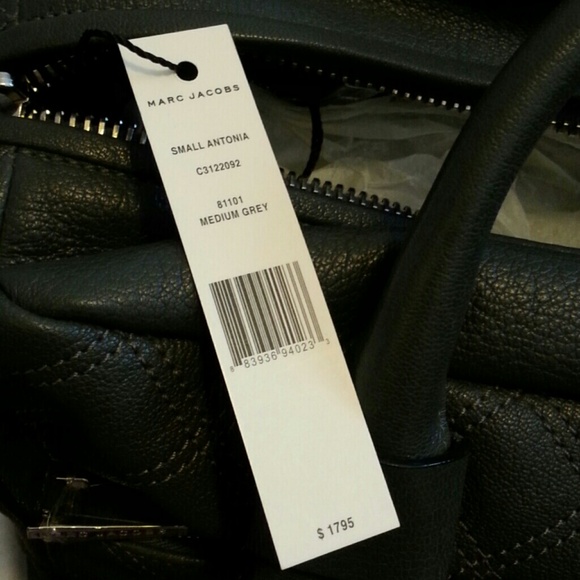 MARC JACOBS
SMALL ANTONIA
C3122092
81101
MEDIUM GREY
8 83936 94023 3
$ 1795